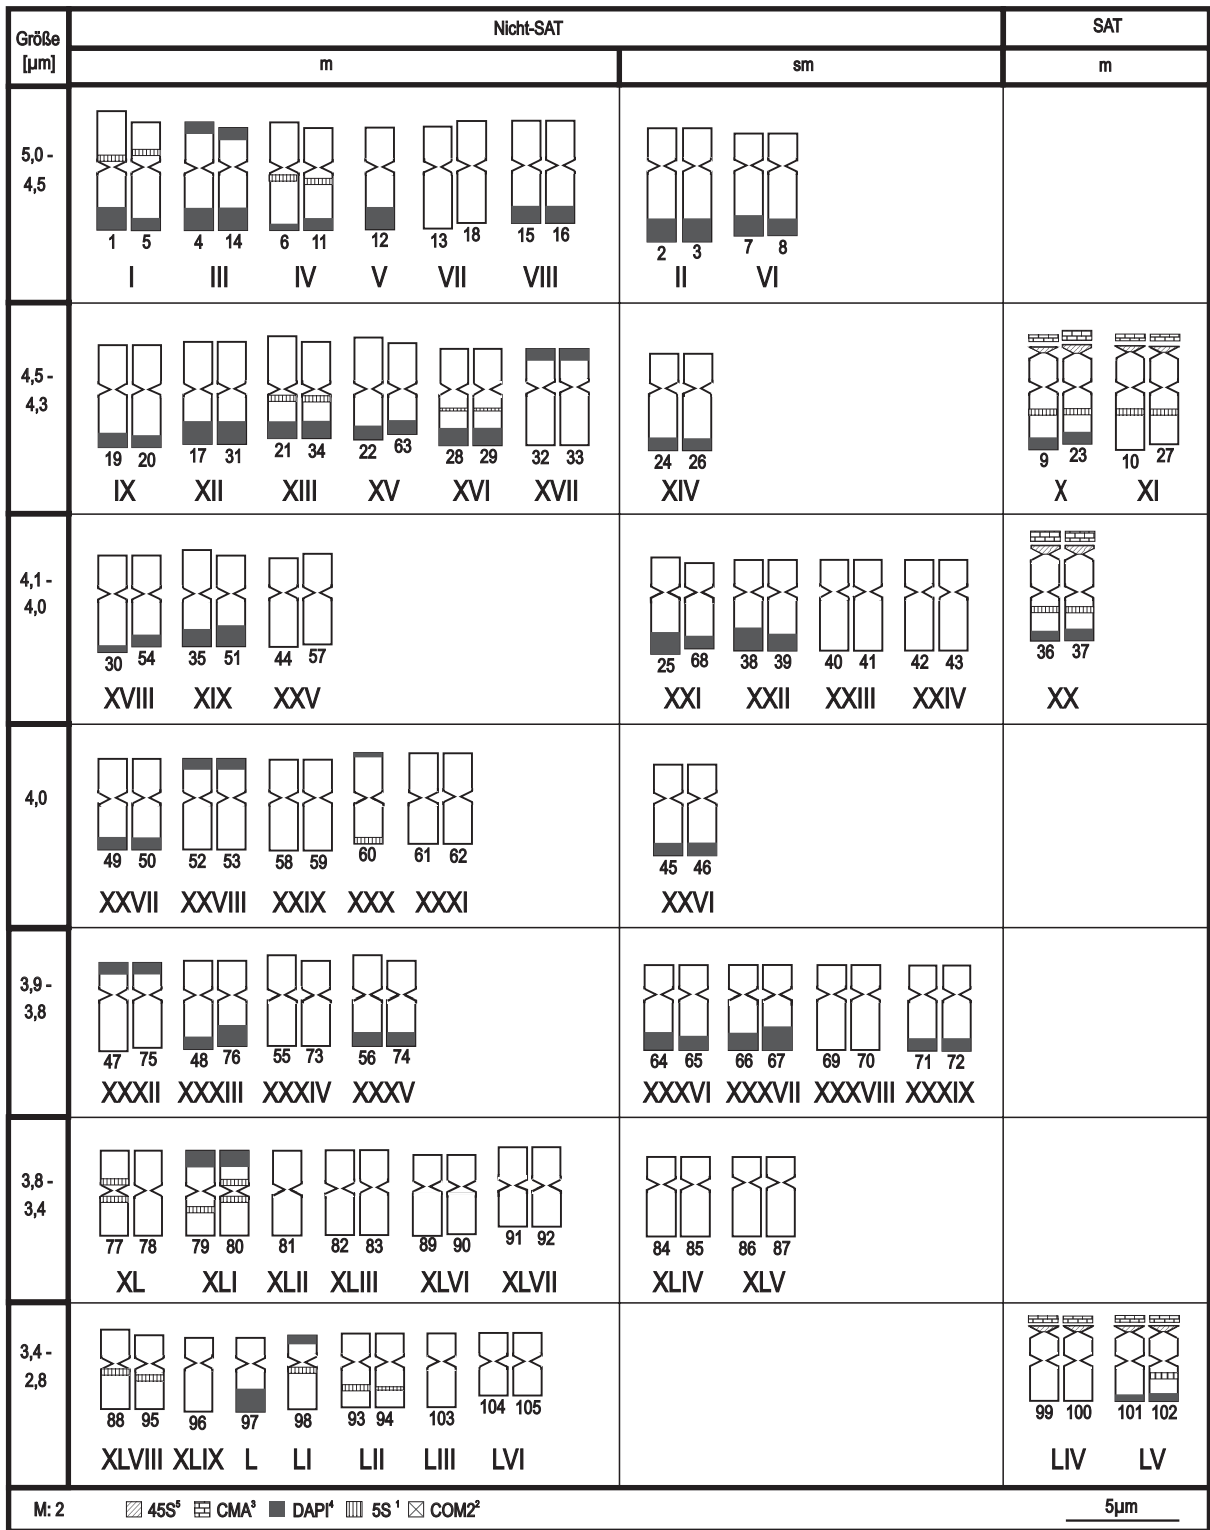 Größe
[µm]
Nicht-SAT
SAT
m
sm
m
5,0 -
4,5
1 5 4 14 6 11 12 13 18 15 16 2 3 7 8
I III IV V VII VIII II VI
4,5 -
4,3
19 20 17 31 21 34 22 63 28 29 32 33 24 26 9 23 10 27
IX XII XIII XV XVI XVII XIV X XI
4,1 -
4,0
30 54 35 51 44 57 25 68 38 39 40 41 42 43 36 37
XVIII XIX XXV XXI XXII XXIII XXIV XX
4,0
49 50 52 53 58 59 60 61 62 45 46
XXVII XXVIII XXIX XXX XXXI XXVI
3,9 -
3,8
47 75 48 76 55 73 56 74 64 65 66 67 69 70 71 72
XXXII XXXIII XXXIV XXXV XXXVI XXXVII XXXVIII XXXIX
3,8 -
3,4
77 78 79 80 81 82 83 89 90 91 92 84 85 86 87
XL XLI XLII XLIII XLVI XLVII XLIV XLV
3,4 -
2,8
88 95 96 97 98 93 94 103 104 105 99 100 101 102
XLVIII XLIX L LI LII LIII LVI LIV LV
M: 2 45S⁵ CMA³ DAPI⁴ 5S¹ COM2² 5µm